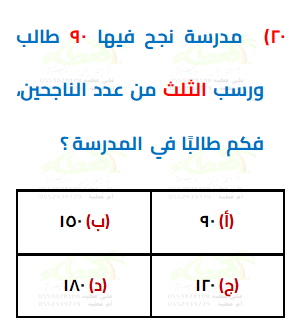 ٢٠) مدرسة نجح فيها ٩٠ طالب
ورسب الثلث من عدد الناجحين،
فكم طالبًا في المدرسة ؟
(أ) ٩٠
(ب) ١٥٠
(ج) ١٢٠
(د) ١٨٠